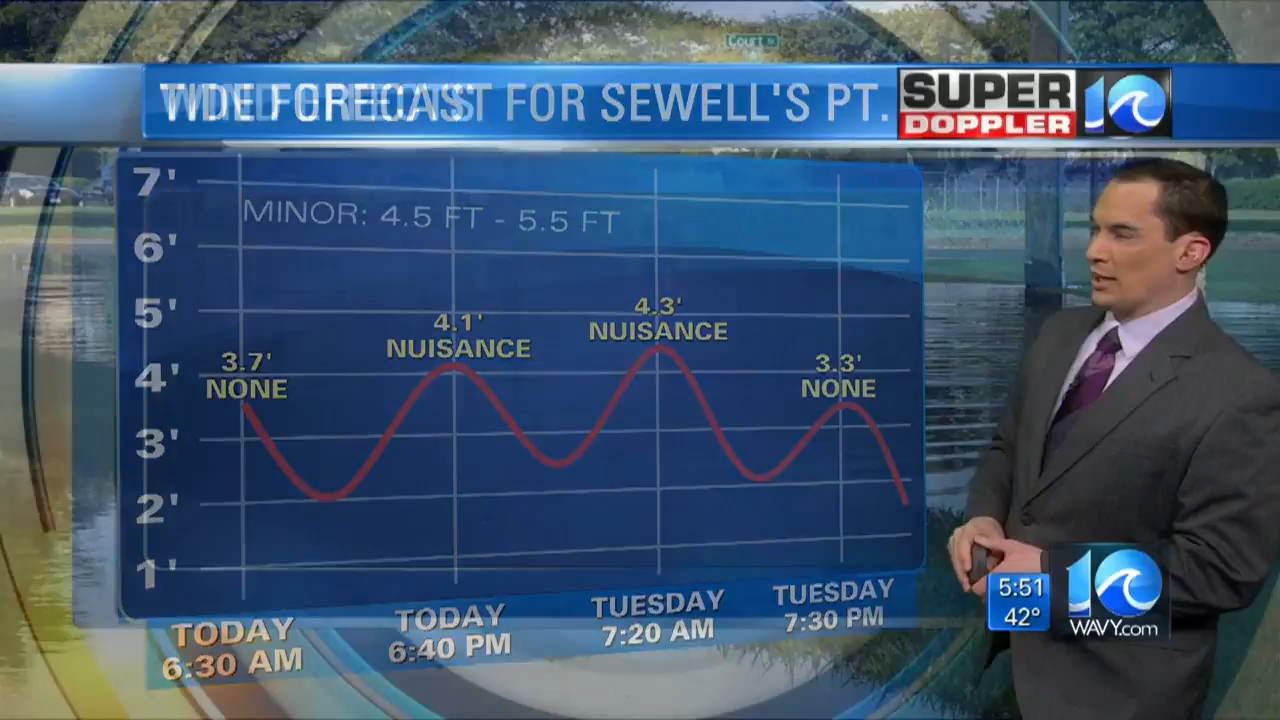 Court St
TIDE FORECAST FOR SEWELL'S PT.
SUPER
DOPPLER
10
7'
MINOR: 4.5 FT - 5.5 FT
6'
5'
4'
3'
2'
1'
3.7'
NONE
4.1'
NUISANCE
4.3'
NUISANCE
3.3'
NONE
TODAY
6:30 AM
TODAY
6:40 PM
TUESDAY
7:20 AM
TUESDAY
7:30 PM
5:51
42°
10
WAVY.com